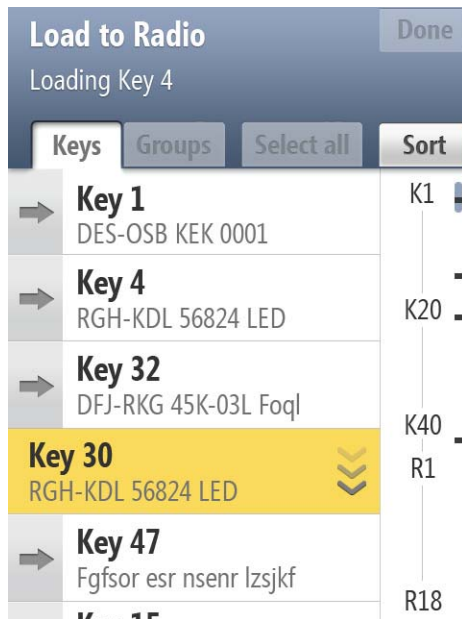 Load to Radio
Done
Loading Key 4
Keys
Groups
Select all
Sort
Key 1
DES-OSB KEK 0001
Key 4
RGH-KDL 56824 LED
Key 32
DFJ-RKG 45K-03L Foql
Key 30
RGH-KDL 56824 LED
Key 47
Fgfsor esr nsenr lzsjkf
Key 15
K1
K20
K40
R1
R18